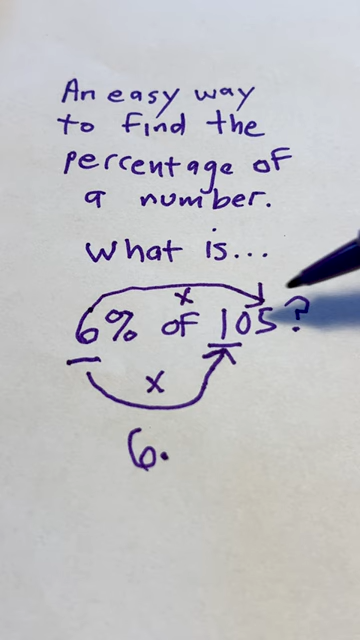 An easy way
to find the
percentage of
a number.
What is...
x
6% of 105?
x
6.